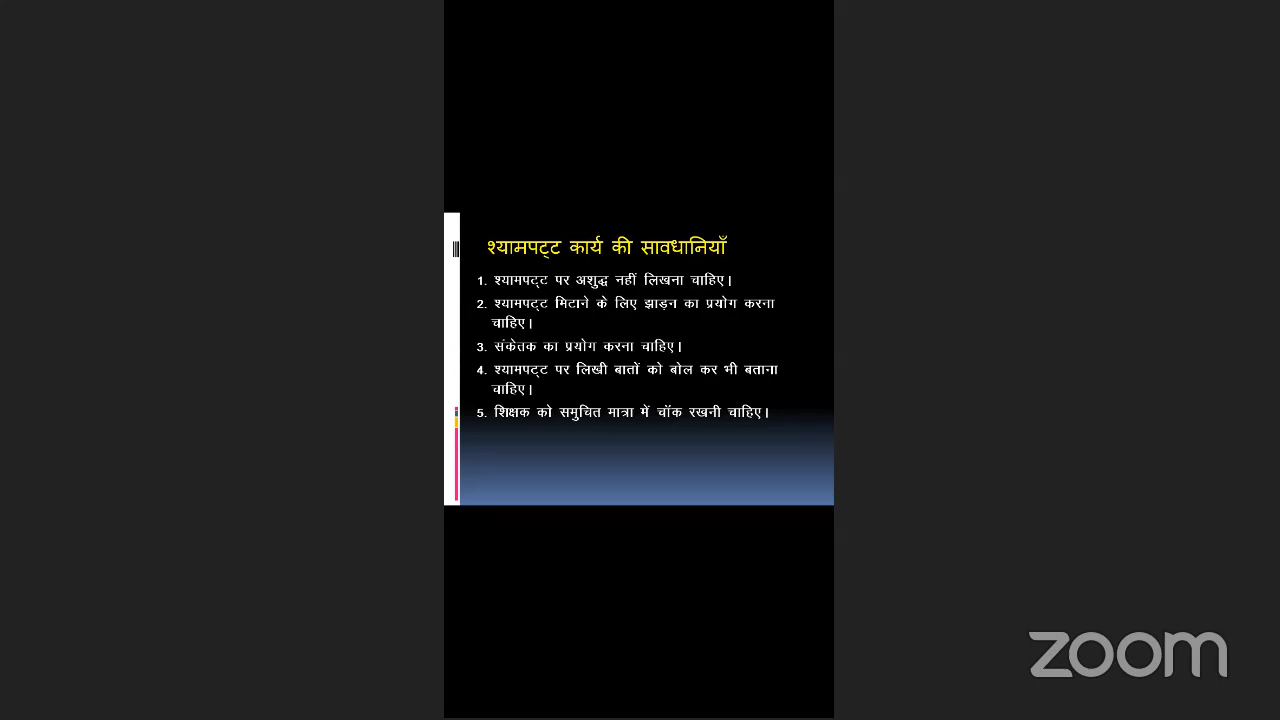 श्यामपट्ट कार्य की सावधानियाँ
1. श्यामपट्ट पर अशुद्ध नहीं लिखना चाहिए।
2. श्यामपट्ट मिटाने के लिए झाड़न का प्रयोग करना
चाहिए।
3. संकेतक का प्रयोग करना चाहिए।
4. श्यामपट्ट पर लिखी बातों को बोल कर भी बताना
चाहिए।
5. शिक्षक को समुचित मात्रा में चॉक रखनी चाहिए।
zoom